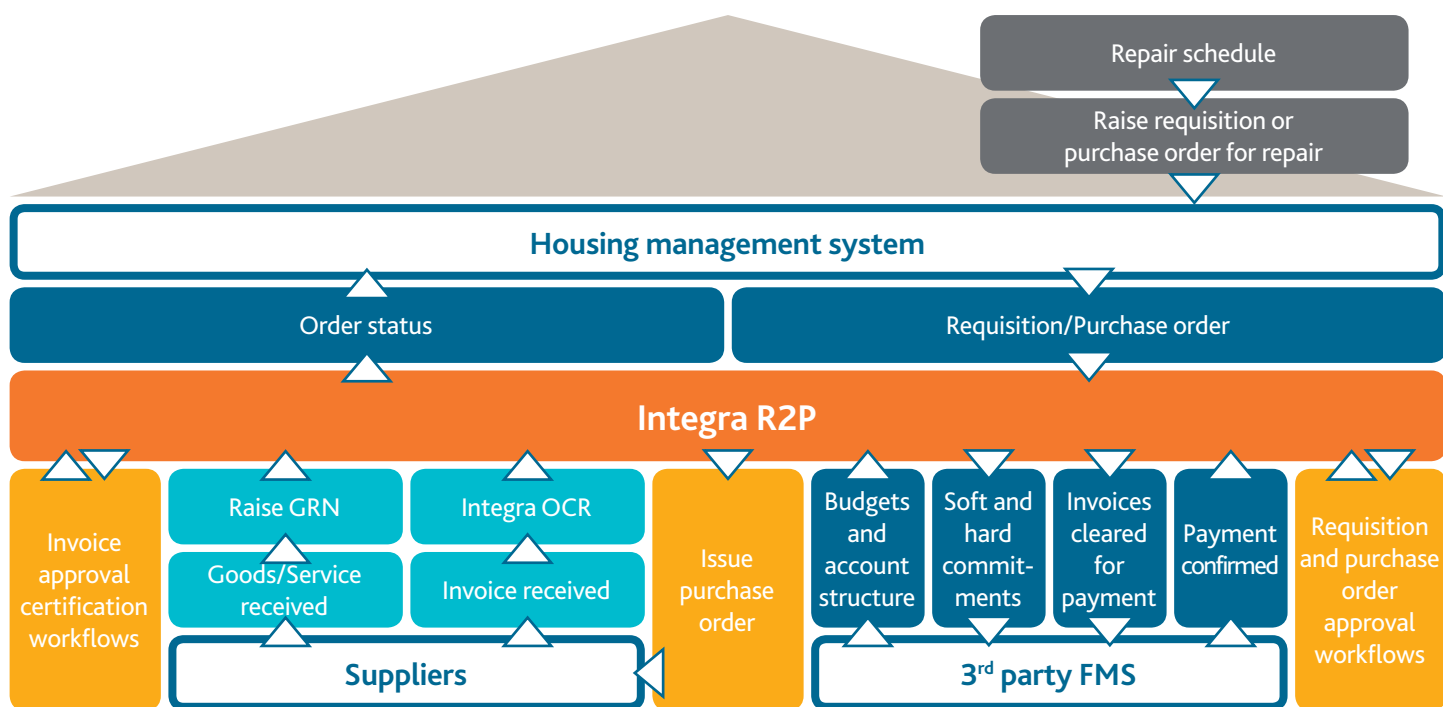 Repair schedule
Raise requisition or
purchase order for repair
Housing management system
Order status
Requisition/Purchase order
Integra R2P
Invoice
approval
certification
workflows
Raise GRN
Goods/Service
received
Integra OCR
Invoice received
Suppliers
Issue
purchase
order
Budgets
and
account
structure
Soft and
hard
commit-
ments
Invoices
cleared
for
payment
Payment
confirmed
3rd party FMS
Requisition
and purchase
order
approval
workflows